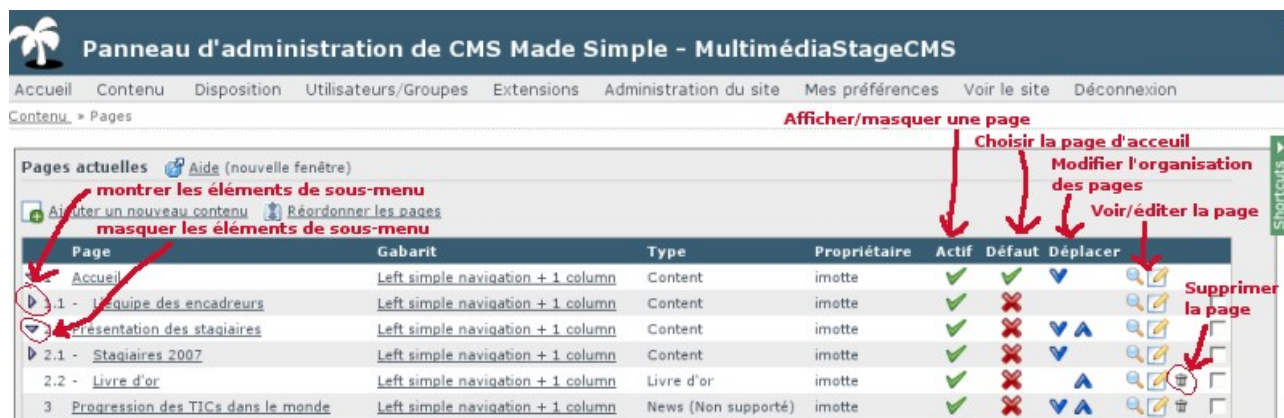 Panneau d'administration de CMS Made Simple - MultimédiaStageCMS
Accueil Contenu Disposition Utilisateurs/Groupes Extensions Administration du site Mes préférences Voir le site Déconnexion
Contenu » Pages
Afficher/masquer une page
Choisir la page d'acceuil
Pages actuelles Aide (nouvelle fenêtre)
Modifier l'organisation
des pages
Shortcuts
montrer les éléments de sous-menu
Ajouter un nouveau contenu Réordonner les pages
Voir/éditer la page
masquer les éléments de sous-menu
Page Gabarit Type Propriétaire Actif Défaut Déplacer
Accueil Left simple navigation + 1 column Content imotte
Supprimer
la page
.1 - L'équipe des encadreurs Left simple navigation + 1 column Content imotte
Présentation des stagiaires Left simple navigation + 1 column Content imotte
2.1 - Stagiaires 2007 Left simple navigation + 1 column Content imotte
2.2 - Livre d'or Left simple navigation + 1 column Livre d'or imotte
3 Progression des TICs dans le monde Left simple navigation + 1 column News (Non supporté) imotte